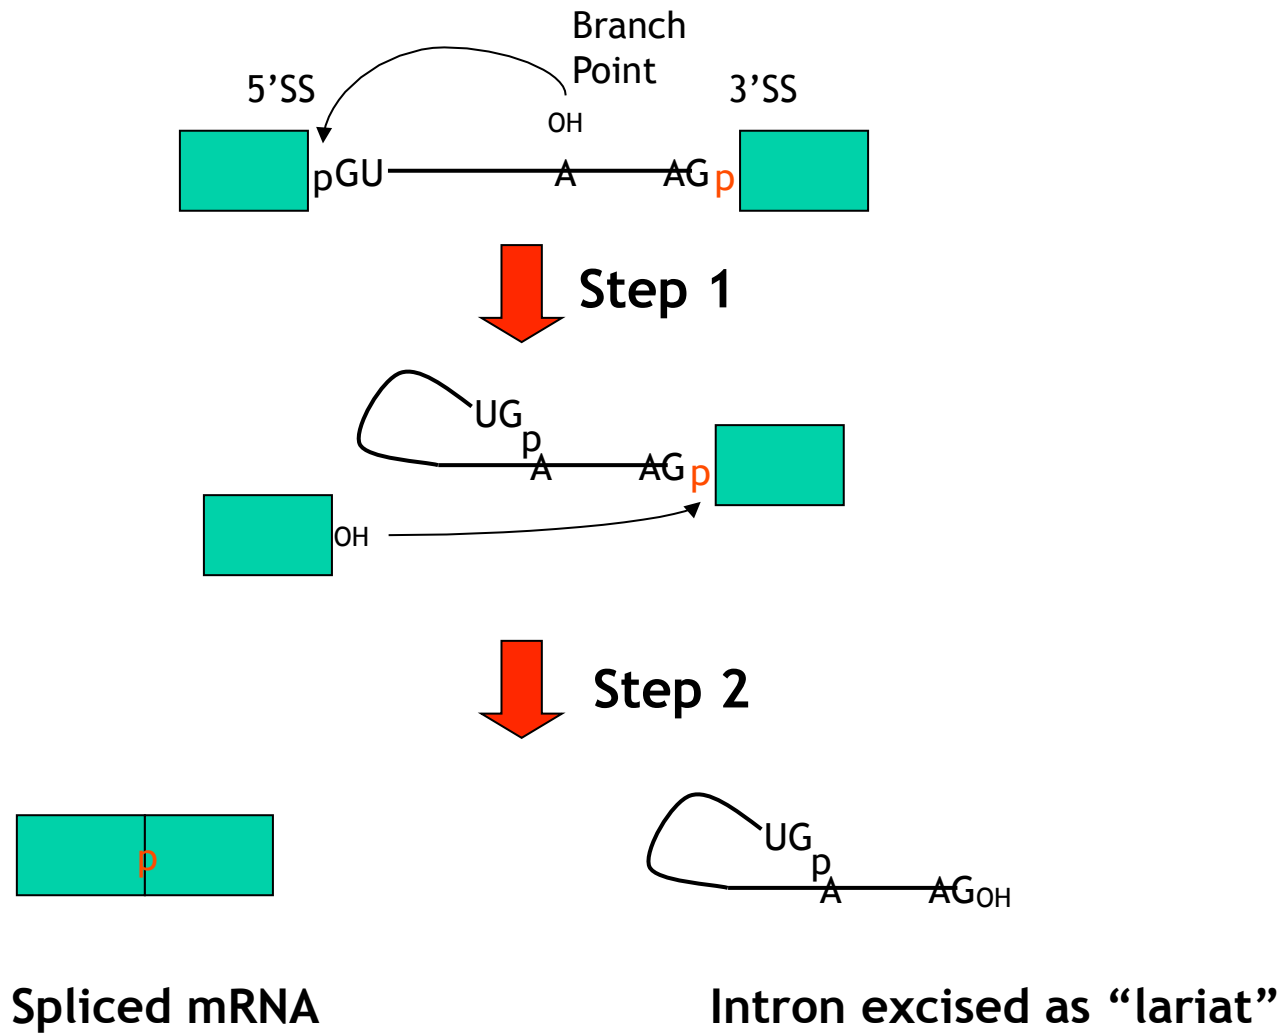 Branch
Point
5’SS
3’SS
OH
pGU
A
AG
p
Step 1
UG
p
A
AG
p
OH
Step 2
p
UG
p
A
AGOH
Spliced mRNA
Intron excised as “lariat”